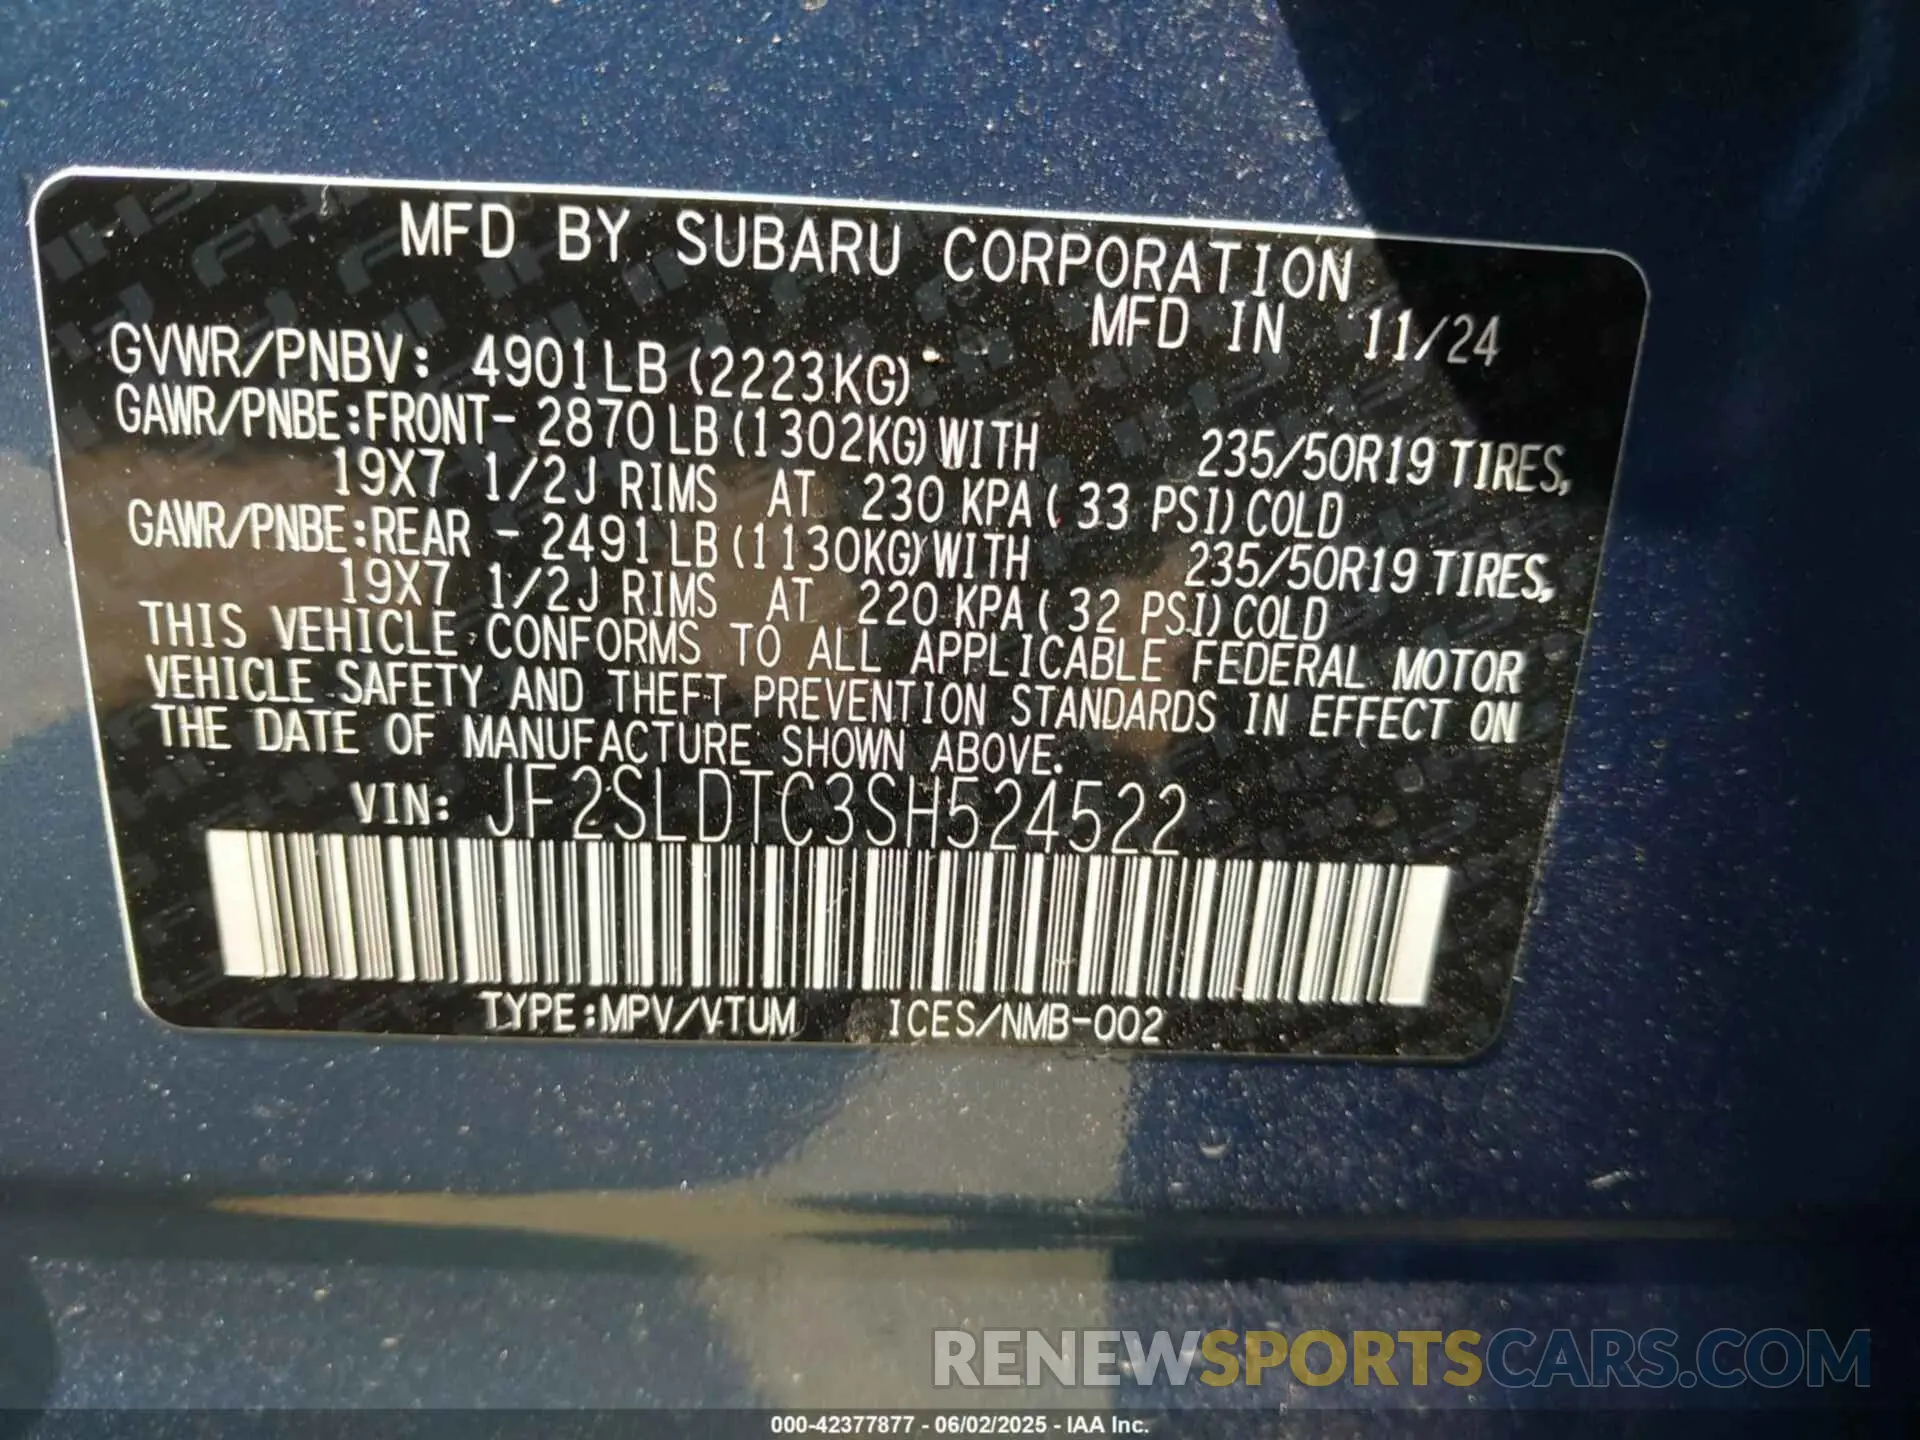 MFD BY SUBARU CORPORATION
MFD IN 11/24
GVWR/PNBV: 4901LB (2223KG)
GAWR/PNBE:FRONT- 2870 LB (1302KG) WITH 235/50R19 TIRES,
19X7 1/2J RIMS AT 230 KPA ( 33 PSI) COLD
GAWR/PNBE:REAR - 2491 LB (1130KG) WITH 235/50R19 TIRES,
19X7 1/2J RIMS AT 220 KPA ( 32 PSI) COLD
THIS VEHICLE CONFORMS TO ALL APPLICABLE FEDERAL MOTOR
VEHICLE SAFETY AND THEFT PREVENTION STANDARDS IN EFFECT ON
THE DATE OF MANUFACTURE SHOWN ABOVE.
VIN: JF2SLDTC3SH524522
TYPE:MPV/VTUM ICES/NMB-002
RENEWSPORTSCARS.COM
000-42377877 - 06/02/2025 - IAA Inc.